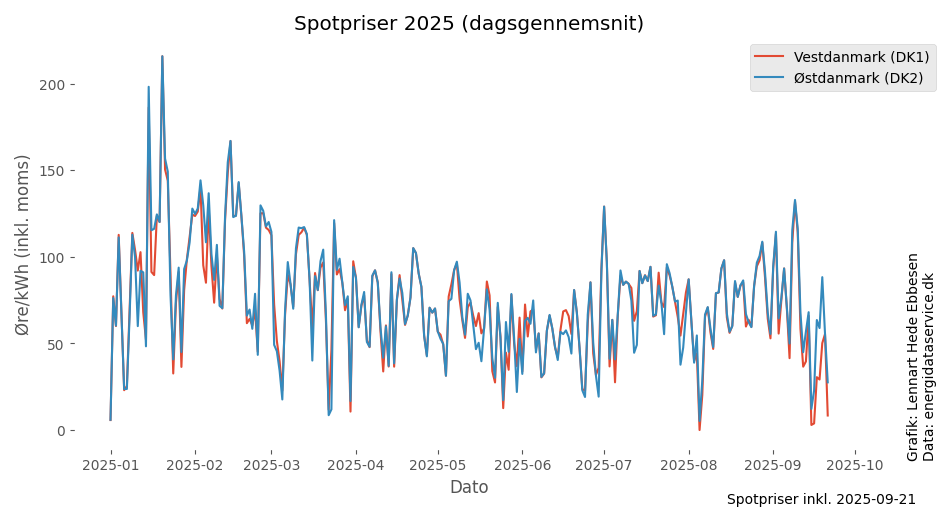 Spotpriser 2025 (dagsgennemsnit)
Vestdanmark (DK1)
Østdanmark (DK2)
Øre/kWh (inkl. moms)
200
150
100
50
0
2025-01 2025-02 2025-03 2025-04 2025-05 2025-06 2025-07 2025-08 2025-09 2025-10
Dato
Grafik: Lennart Hede Ebbesen
Data: energidataservice.dk
Spotpriser inkl. 2025-09-21